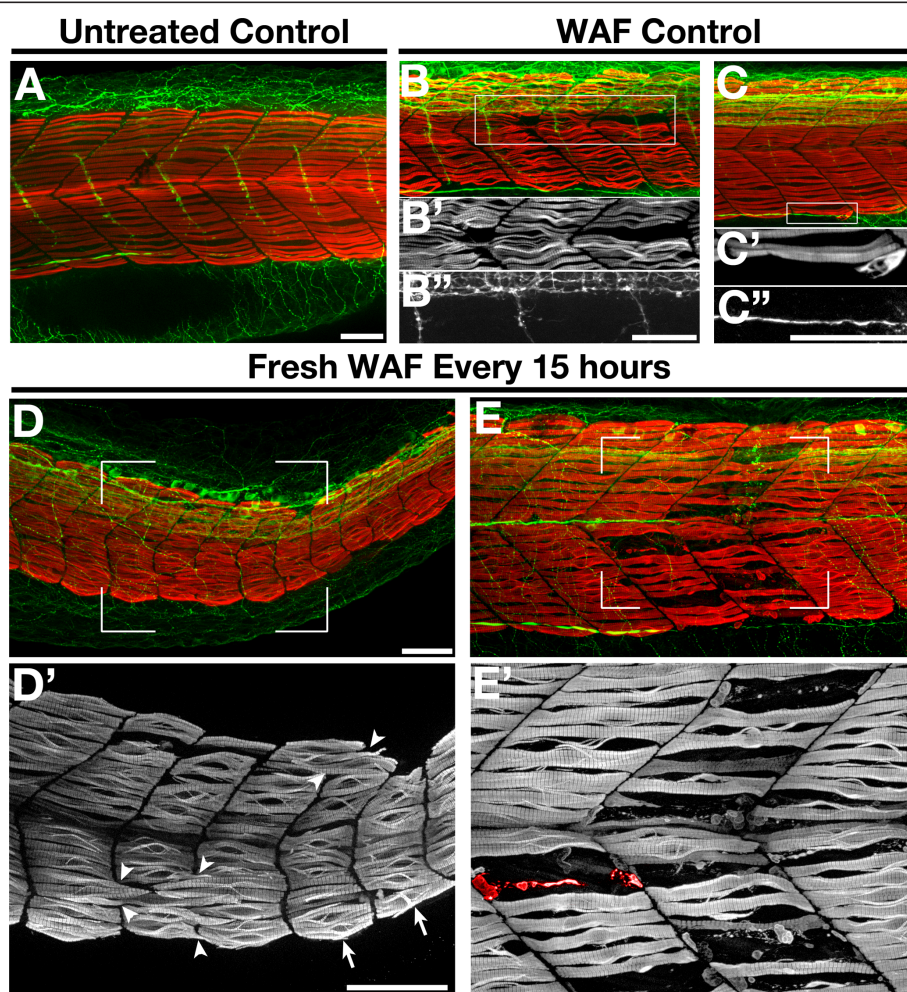 Untreated Control
WAF Control
A
B
C
B'
C'
B"
C"
Fresh WAF Every 15 hours
D
E
D'
E'